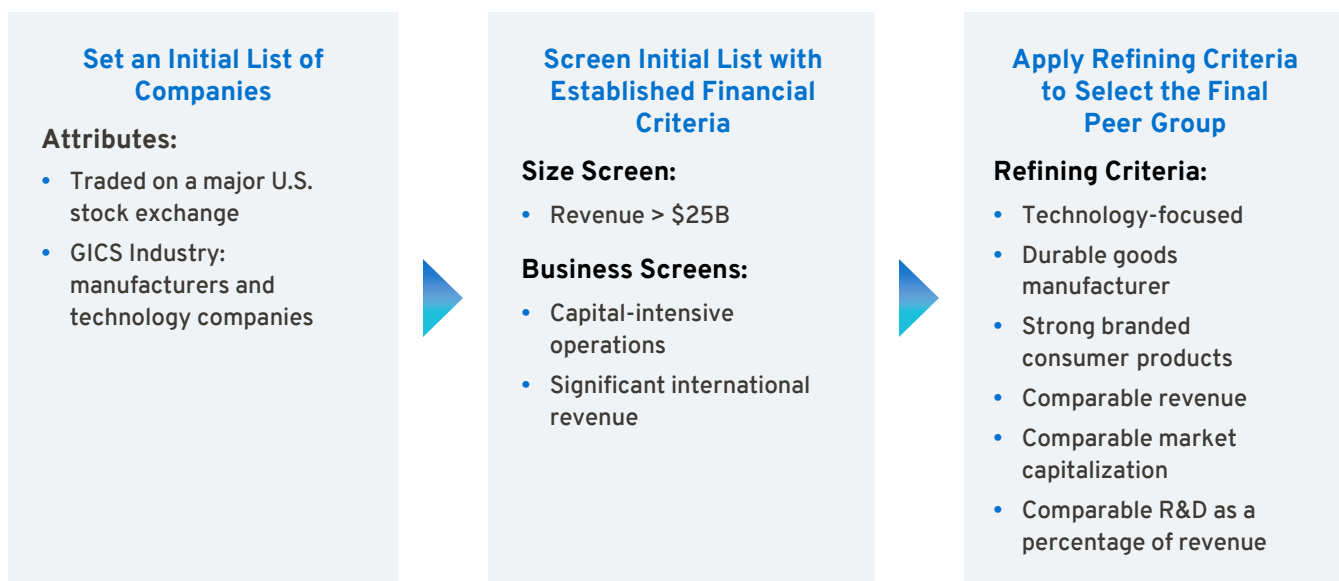 Set an Initial List of
Companies
Attributes:
• Traded on a major U.S.
stock exchange
• GICS Industry:
manufacturers and
technology companies
Screen Initial List with
Established Financial
Criteria
Size Screen:
• Revenue > $25B
Business Screens:
• Capital-intensive
operations
• Significant international
revenue
Apply Refining Criteria
to Select the Final
Peer Group
Refining Criteria:
• Technology-focused
• Durable goods
manufacturer
• Strong branded
consumer products
• Comparable revenue
• Comparable market
capitalization
• Comparable R&D as a
percentage of revenue